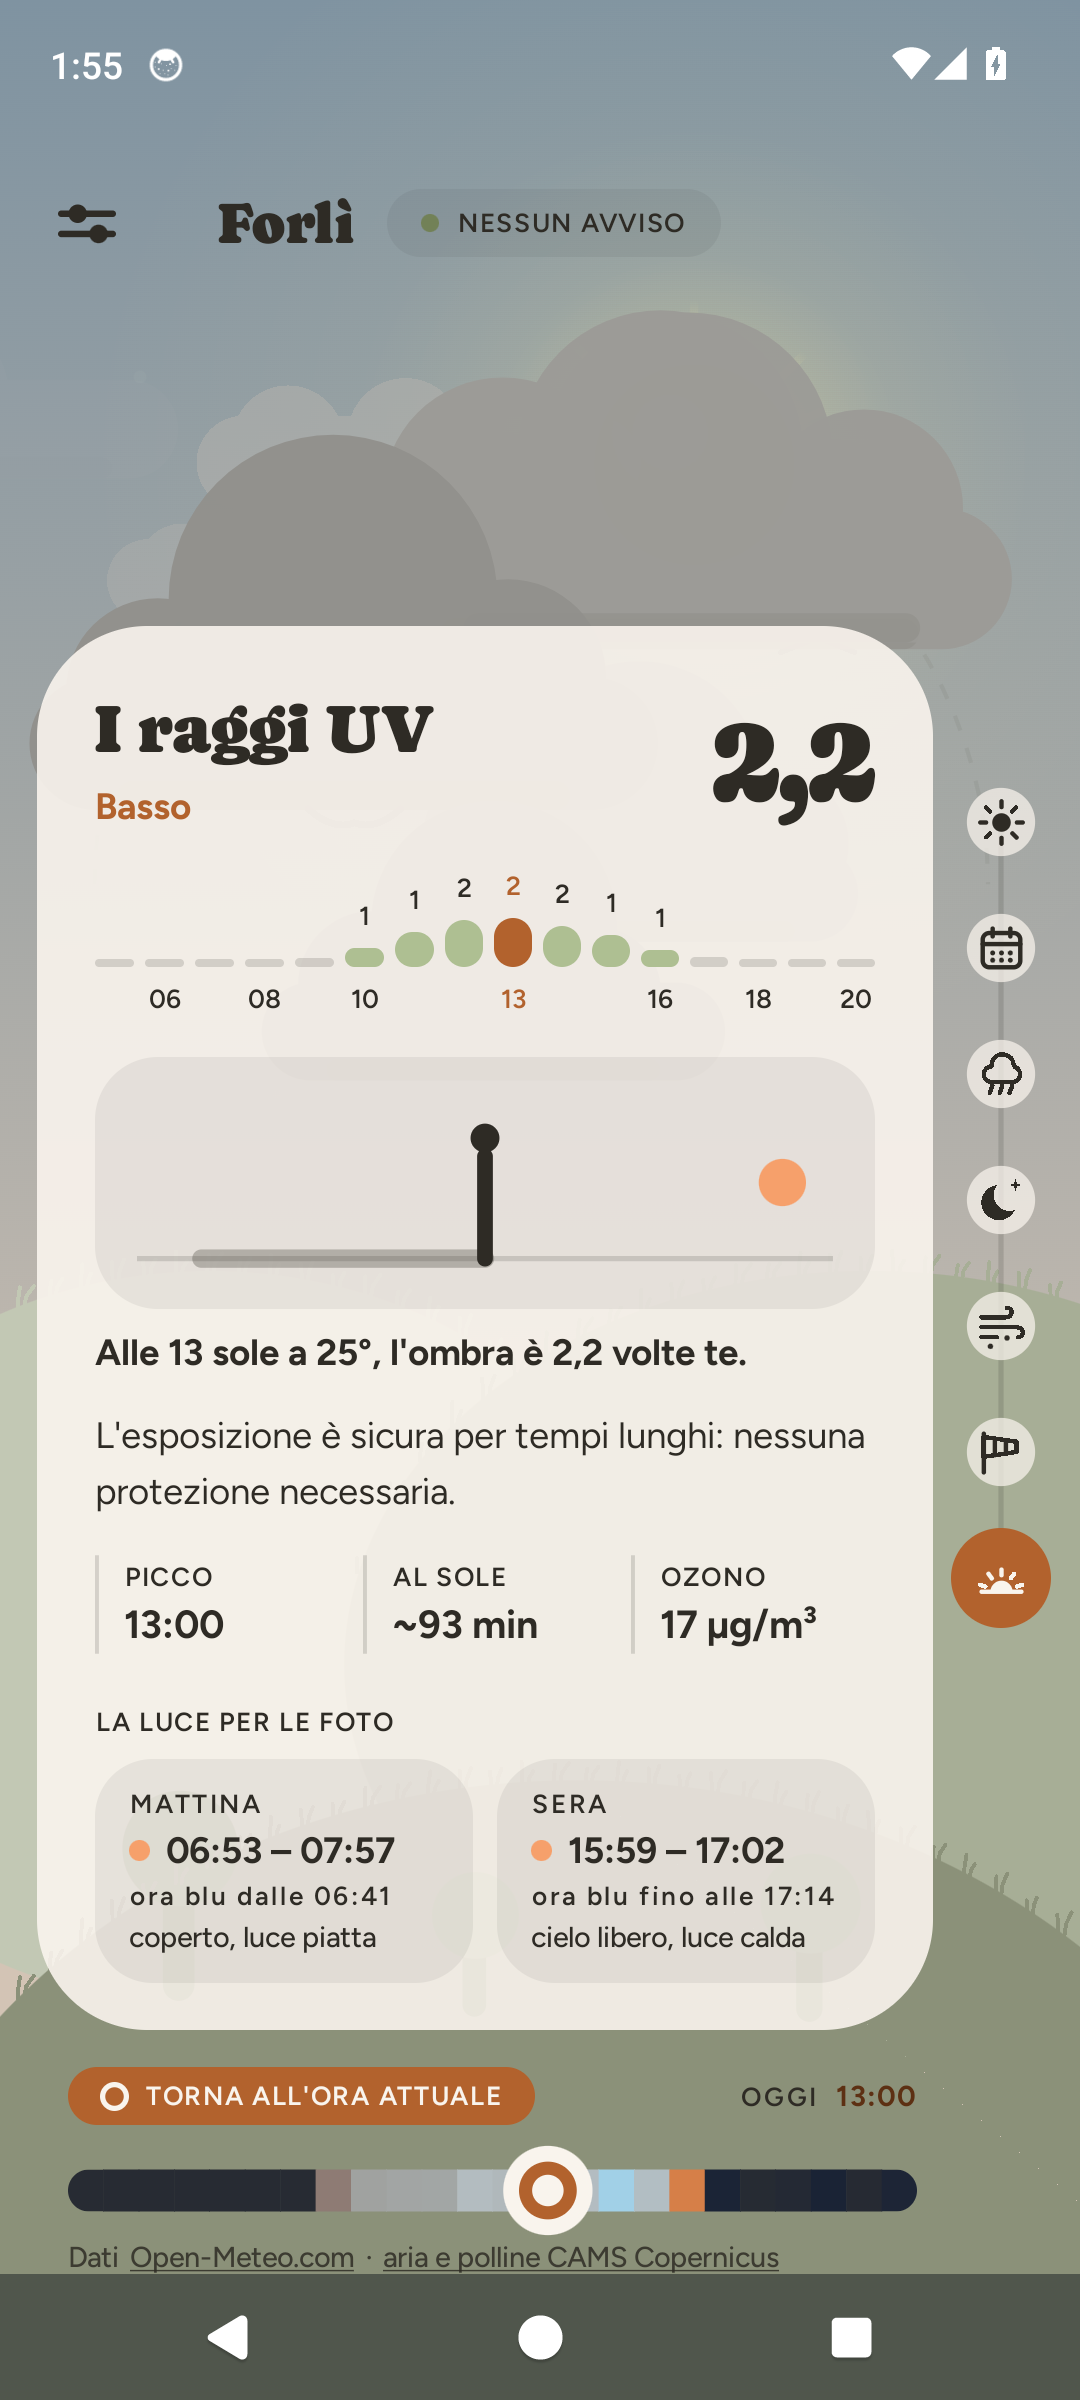 1:55
Forlì
NESSUN AVVISO
I raggi UV
2,2
Basso
1 1 2 2 2 1 1
06 08 10 13 16 18 20
Alle 13 sole a 25°, l'ombra è 2,2 volte te.
L'esposizione è sicura per tempi lunghi: nessuna
protezione necessaria.
PICCO AL SOLE OZONO
13:00 ~93 min 17 µg/m³
LA LUCE PER LE FOTO
MATTINA
06:53 – 07:57
ora blu dalle 06:41
coperto, luce piatta
SERA
15:59 – 17:02
ora blu fino alle 17:14
cielo libero, luce calda
TORNA ALL'ORA ATTUALE
OGGI 13:00
Dati Open-Meteo.com · aria e polline CAMS Copernicus